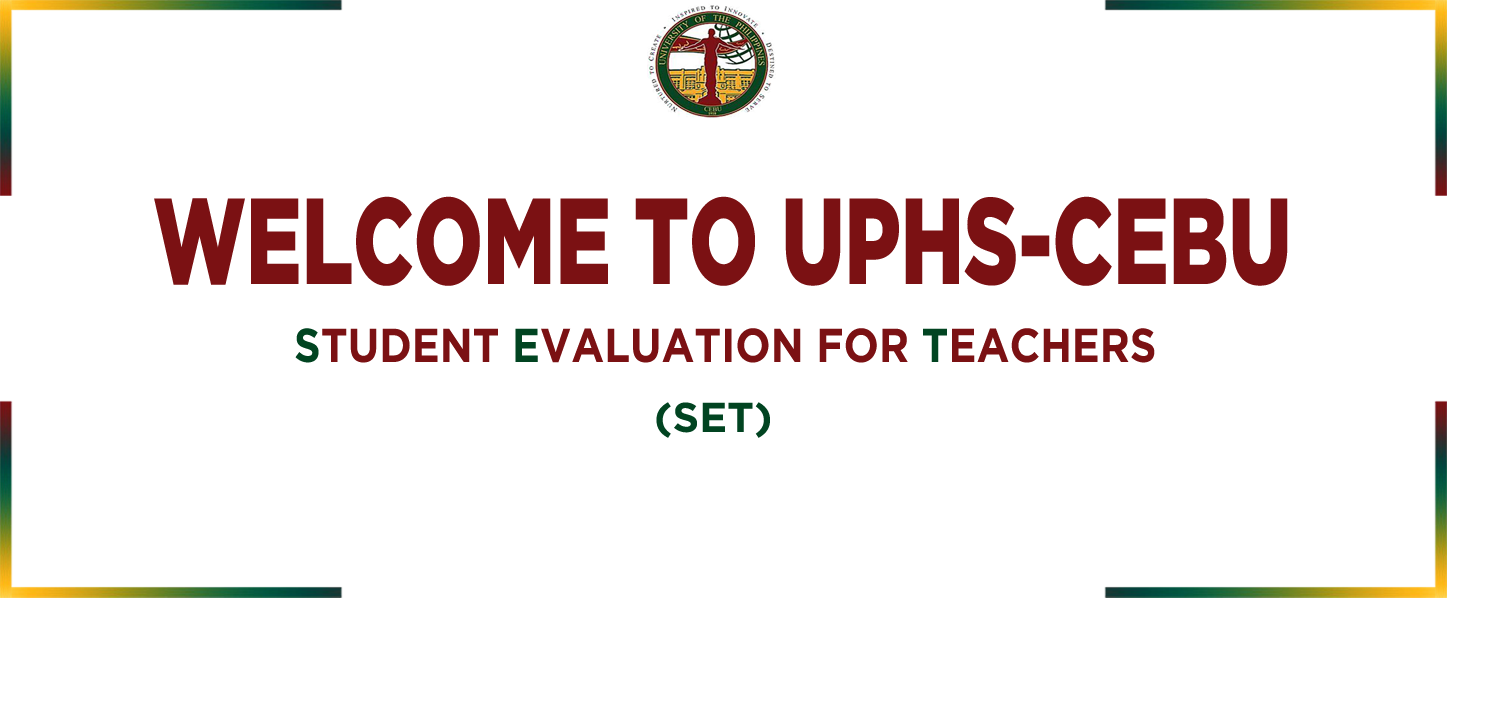 NURTURED TO CREATE • INSPIRED TO INNOVATE • DESTINED TO SERVE
UNIVERSITY OF THE PHILIPPINES
CEBU
1918
WELCOME TO UPHS-CEBU
STUDENT EVALUATION FOR TEACHERS
(SET)